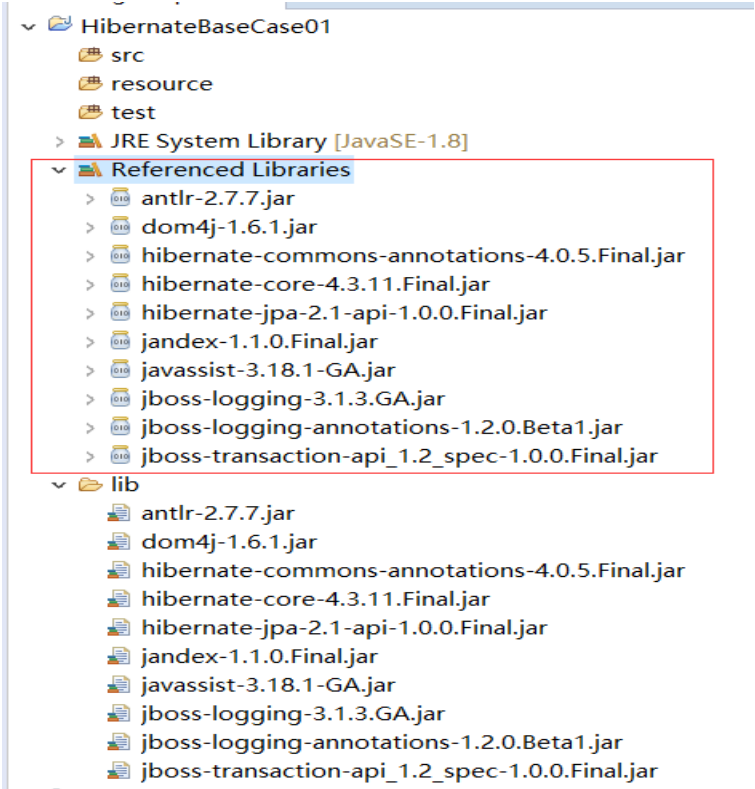 HibernateBaseCase01
src
resource
test
JRE System Library [JavaSE-1.8]
Referenced Libraries
antlr-2.7.7.jar
dom4j-1.6.1.jar
hibernate-commons-annotations-4.0.5.Final.jar
hibernate-core-4.3.11.Final.jar
hibernate-jpa-2.1-api-1.0.0.Final.jar
jandex-1.1.0.Final.jar
javassist-3.18.1-GA.jar
jboss-logging-3.1.3.GA.jar
jboss-logging-annotations-1.2.0.Beta1.jar
jboss-transaction-api_1.2_spec-1.0.0.Final.jar
lib
antlr-2.7.7.jar
dom4j-1.6.1.jar
hibernate-commons-annotations-4.0.5.Final.jar
hibernate-core-4.3.11.Final.jar
hibernate-jpa-2.1-api-1.0.0.Final.jar
jandex-1.1.0.Final.jar
javassist-3.18.1-GA.jar
jboss-logging-3.1.3.GA.jar
jboss-logging-annotations-1.2.0.Beta1.jar
jboss-transaction-api_1.2_spec-1.0.0.Final.jar